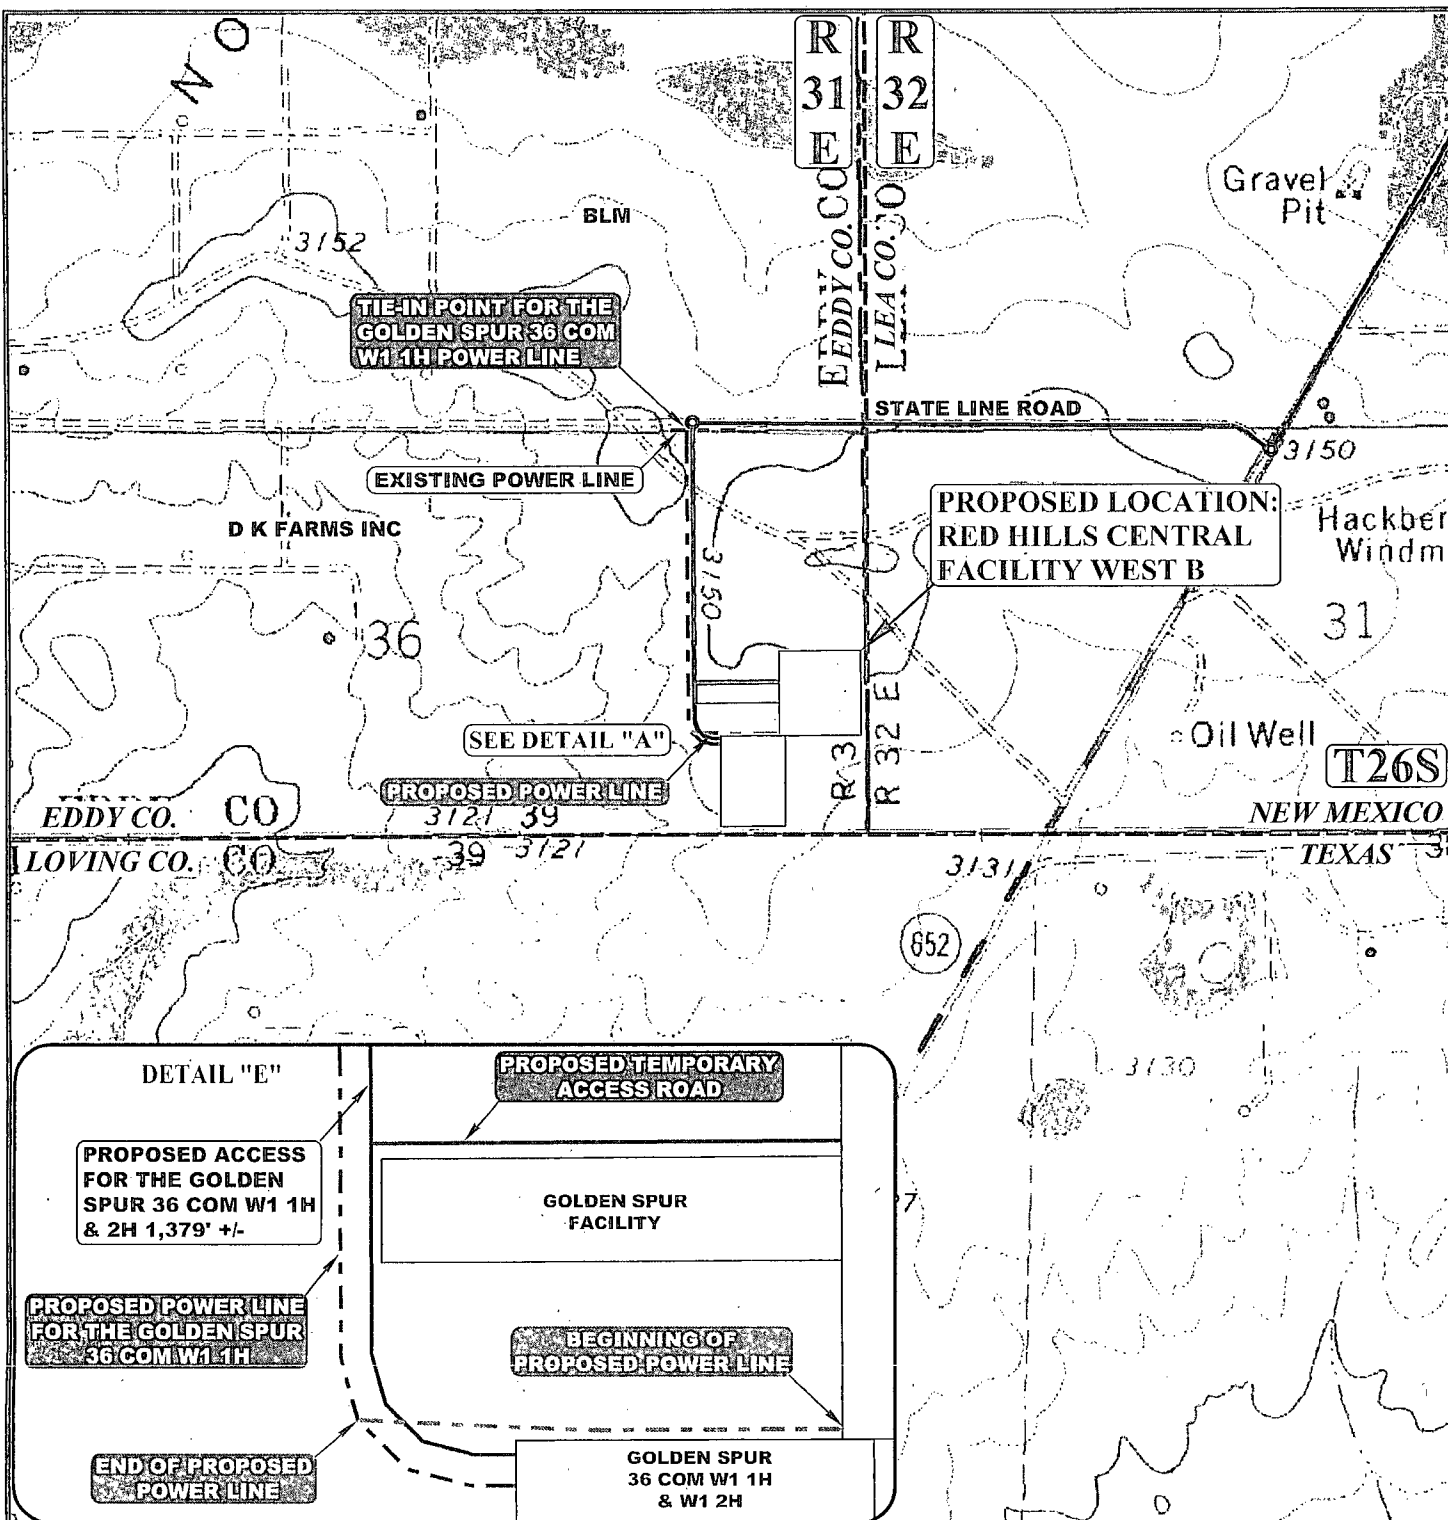 N O
R
31
E
R
32
E
Gravel
Pit
BLM
CO
EDDY CO.
LEA CO.
3152
TIE-IN POINT FOR THE
GOLDEN SPUR 36 COM
W1 1H POWER LINE
STATE LINE ROAD
3150
EXISTING POWER LINE
PROPOSED LOCATION:
RED HILLS CENTRAL
FACILITY WEST B
Hackber
Windm
D K FARMS INC
3150
36
31
SEE DETAIL "A"
R 3
R 32 E
Oil Well
T26S
PROPOSED POWER LINE
EDDY CO.
CO
3121 39
NEW MEXICO
LOVING CO.
CO
39 3121
TEXAS
3131
652
3130
DETAIL "E"
PROPOSED TEMPORARY
ACCESS ROAD
PROPOSED ACCESS
FOR THE GOLDEN
SPUR 36 COM W1 1H
& 2H 1,379' +/-
GOLDEN SPUR
FACILITY
PROPOSED POWER LINE
FOR THE GOLDEN SPUR
36 COM W1 1H
BEGINNING OF
PROPOSED POWER LINE
END OF PROPOSED
POWER LINE
GOLDEN SPUR
36 COM W1 1H
& W1 2H